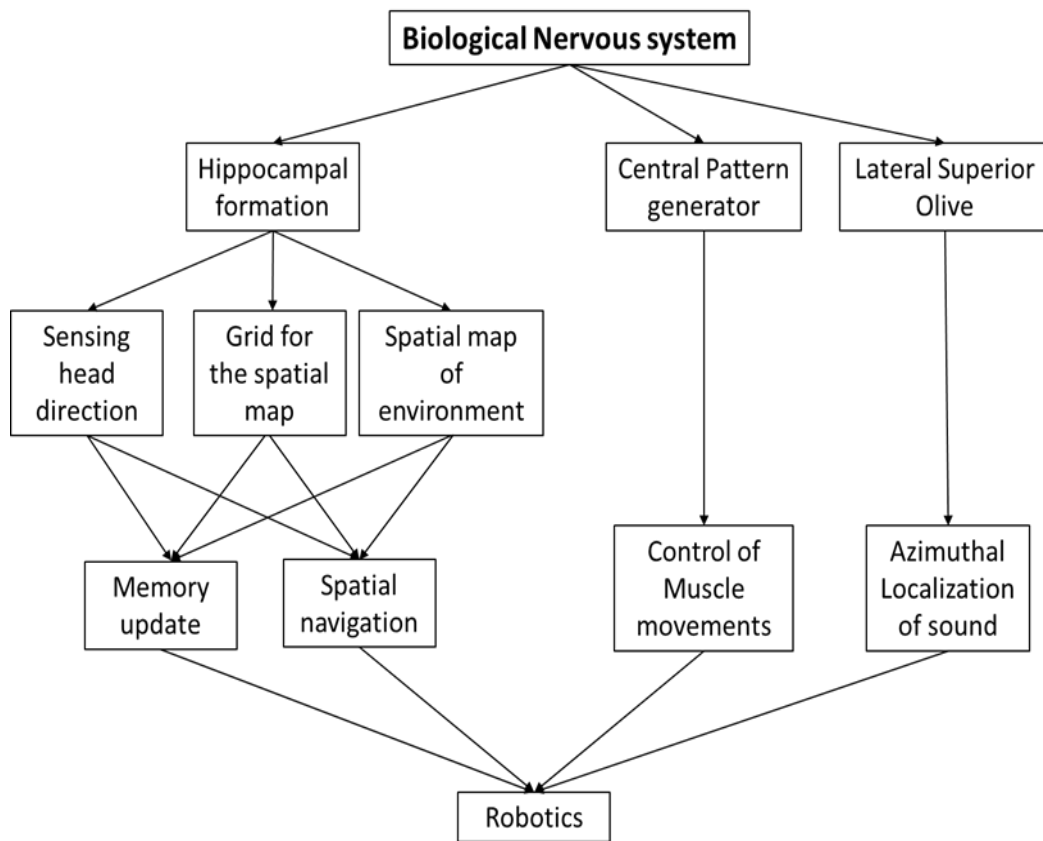 Biological Nervous system
Hippocampal
formation
Central Pattern
generator
Lateral Superior
Olive
Sensing
head
direction
Grid for
the spatial
map
Spatial map
of
environment
Memory
update
Spatial
navigation
Control of
Muscle
movements
Azimuthal
Localization
of sound
Robotics